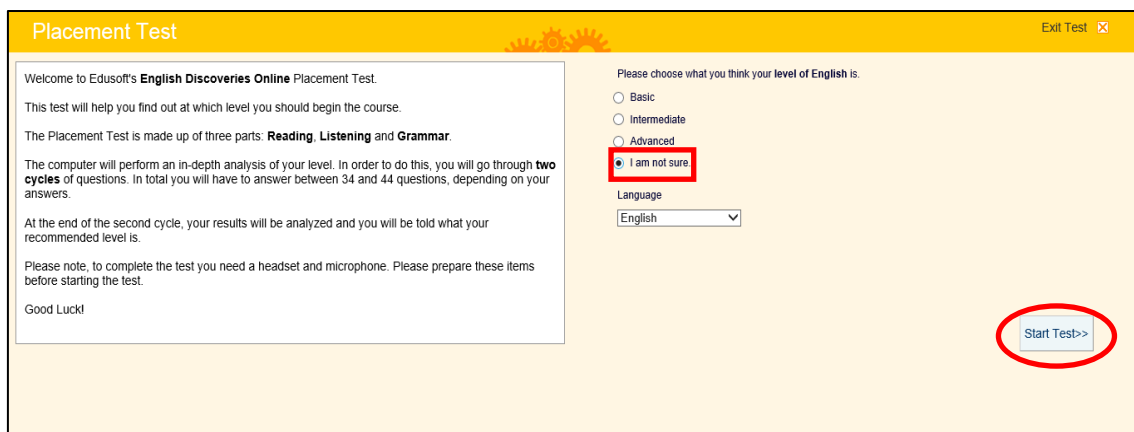 Placement Test
Exit Test
Welcome to Edusoft's English Discoveries Online Placement Test.
This test will help you find out at which level you should begin the course.
The Placement Test is made up of three parts: Reading, Listening and Grammar.
The computer will perform an in-depth analysis of your level. In order to do this, you will go through two
cycles of questions. In total you will have to answer between 34 and 44 questions, depending on your
answers.
At the end of the second cycle, your results will be analyzed and you will be told what your
recommended level is.
Please note, to complete the test you need a headset and microphone. Please prepare these items
before starting the test.
Good Luck!
Please choose what you think your level of English is.
Basic
Intermediate
Advanced
I am not sure.
Language
English
Start Test>>